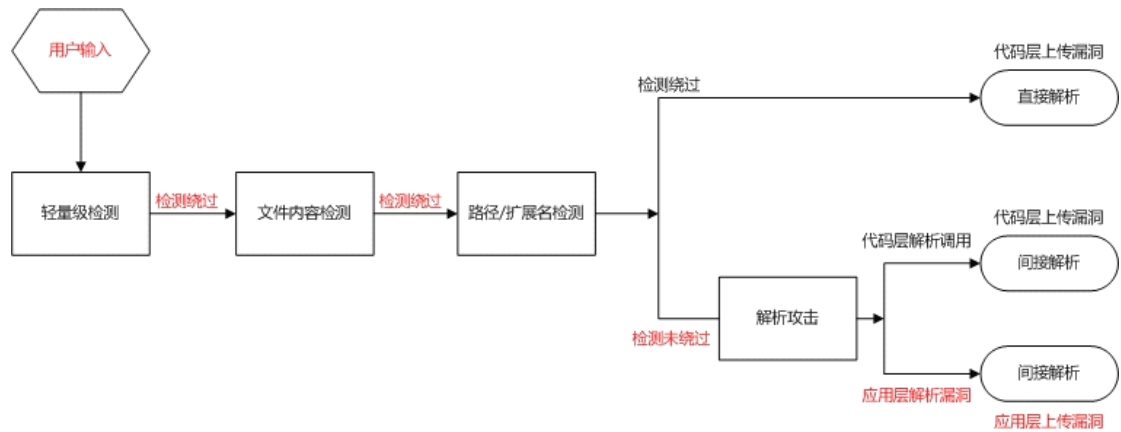 用户输入
代码层上传漏洞
检测绕过
直接解析
轻量级检测
检测绕过
文件内容检测
检测绕过
路径/扩展名检测
代码层上传漏洞
代码层解析调用
间接解析
解析攻击
检测未绕过
间接解析
应用层解析漏洞
应用层上传漏洞